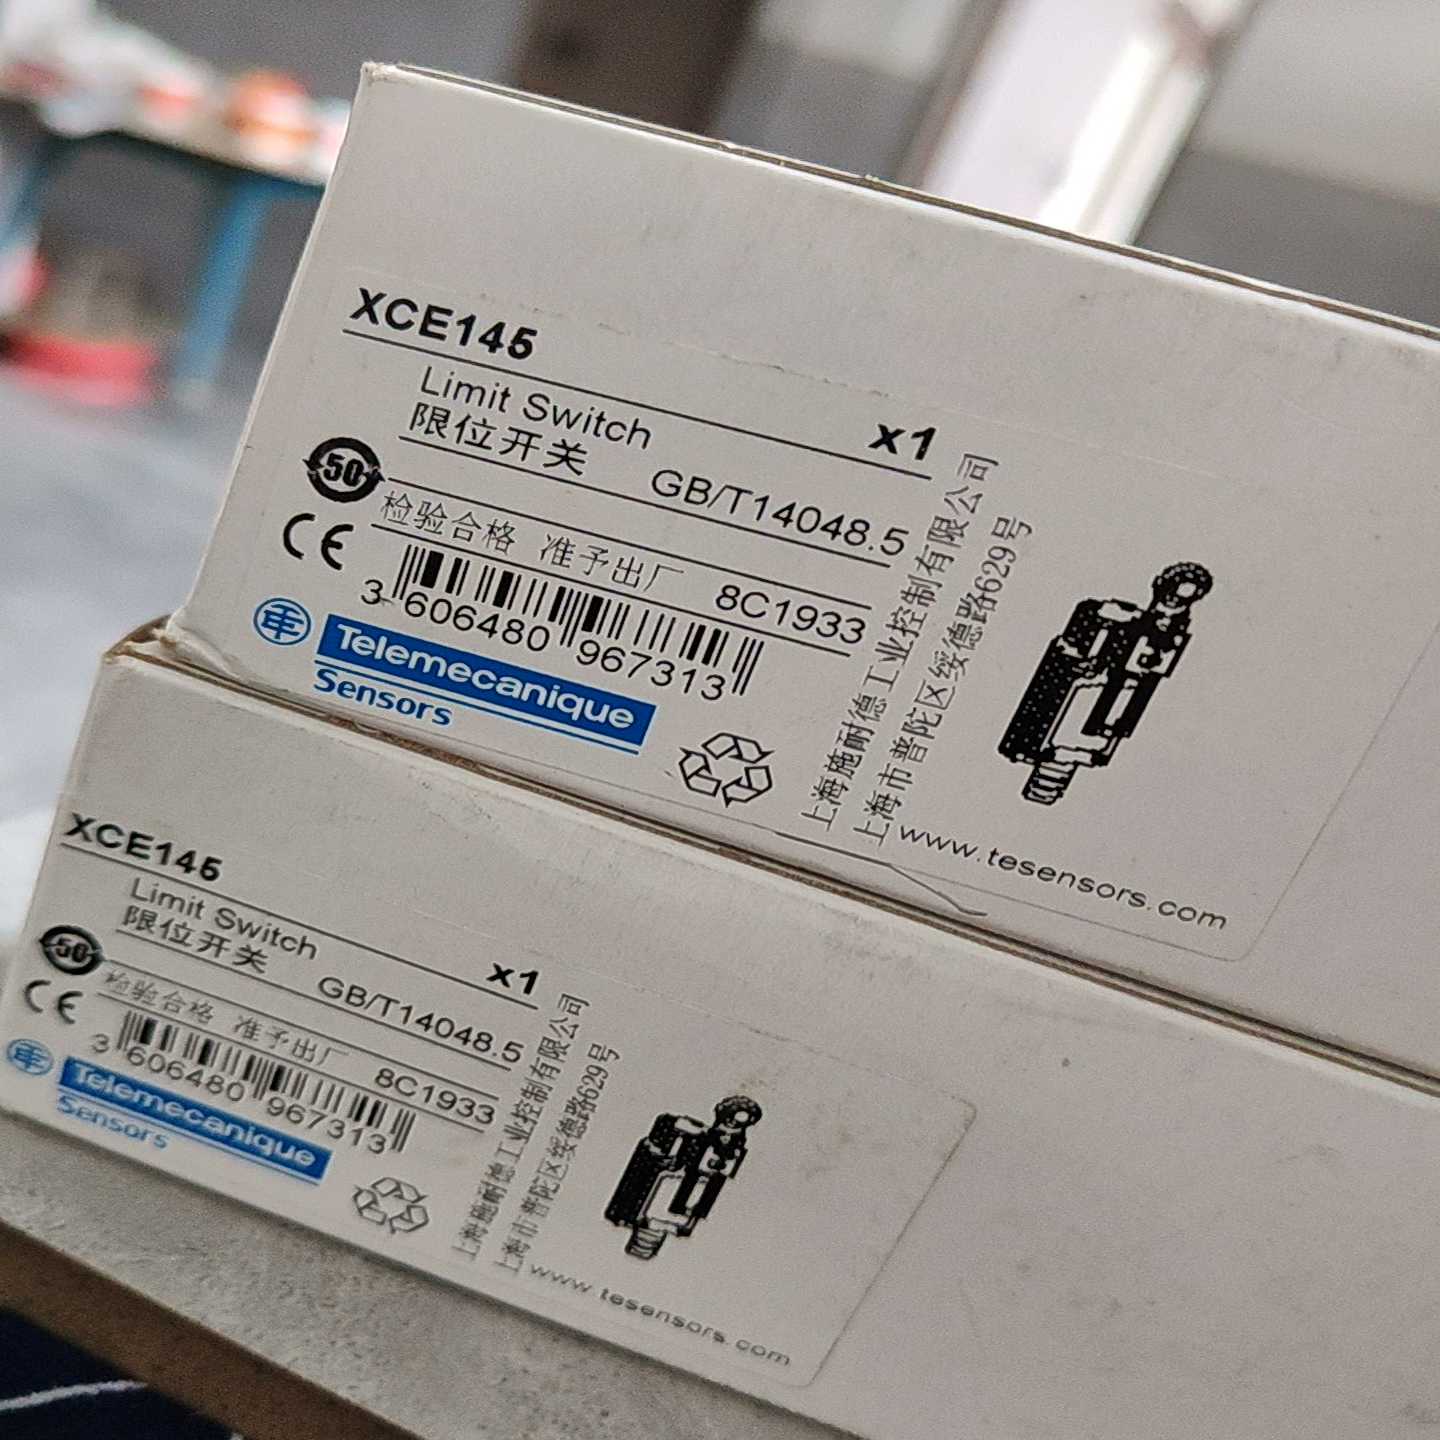 XCE145
Limit Switch
限位开关
x1
GB/T14048.5
50
检验合格 准予出厂
8C1933
CE
3 606480 967313
TE
Telemecanique
Sensors
上海施耐德工业控制有限公司
上海市普陀区绥德路629号
www.tesensors.com
XCE145
Limit Switch
限位开关
x1
GB/T14048.5
50
检验合格 准予出厂
8C1933
CE
3 606480 967313
TE
Telemecanique
Sensors
上海施耐德工业控制有限公司
上海市普陀区绥德路629号
www.tesensors.com